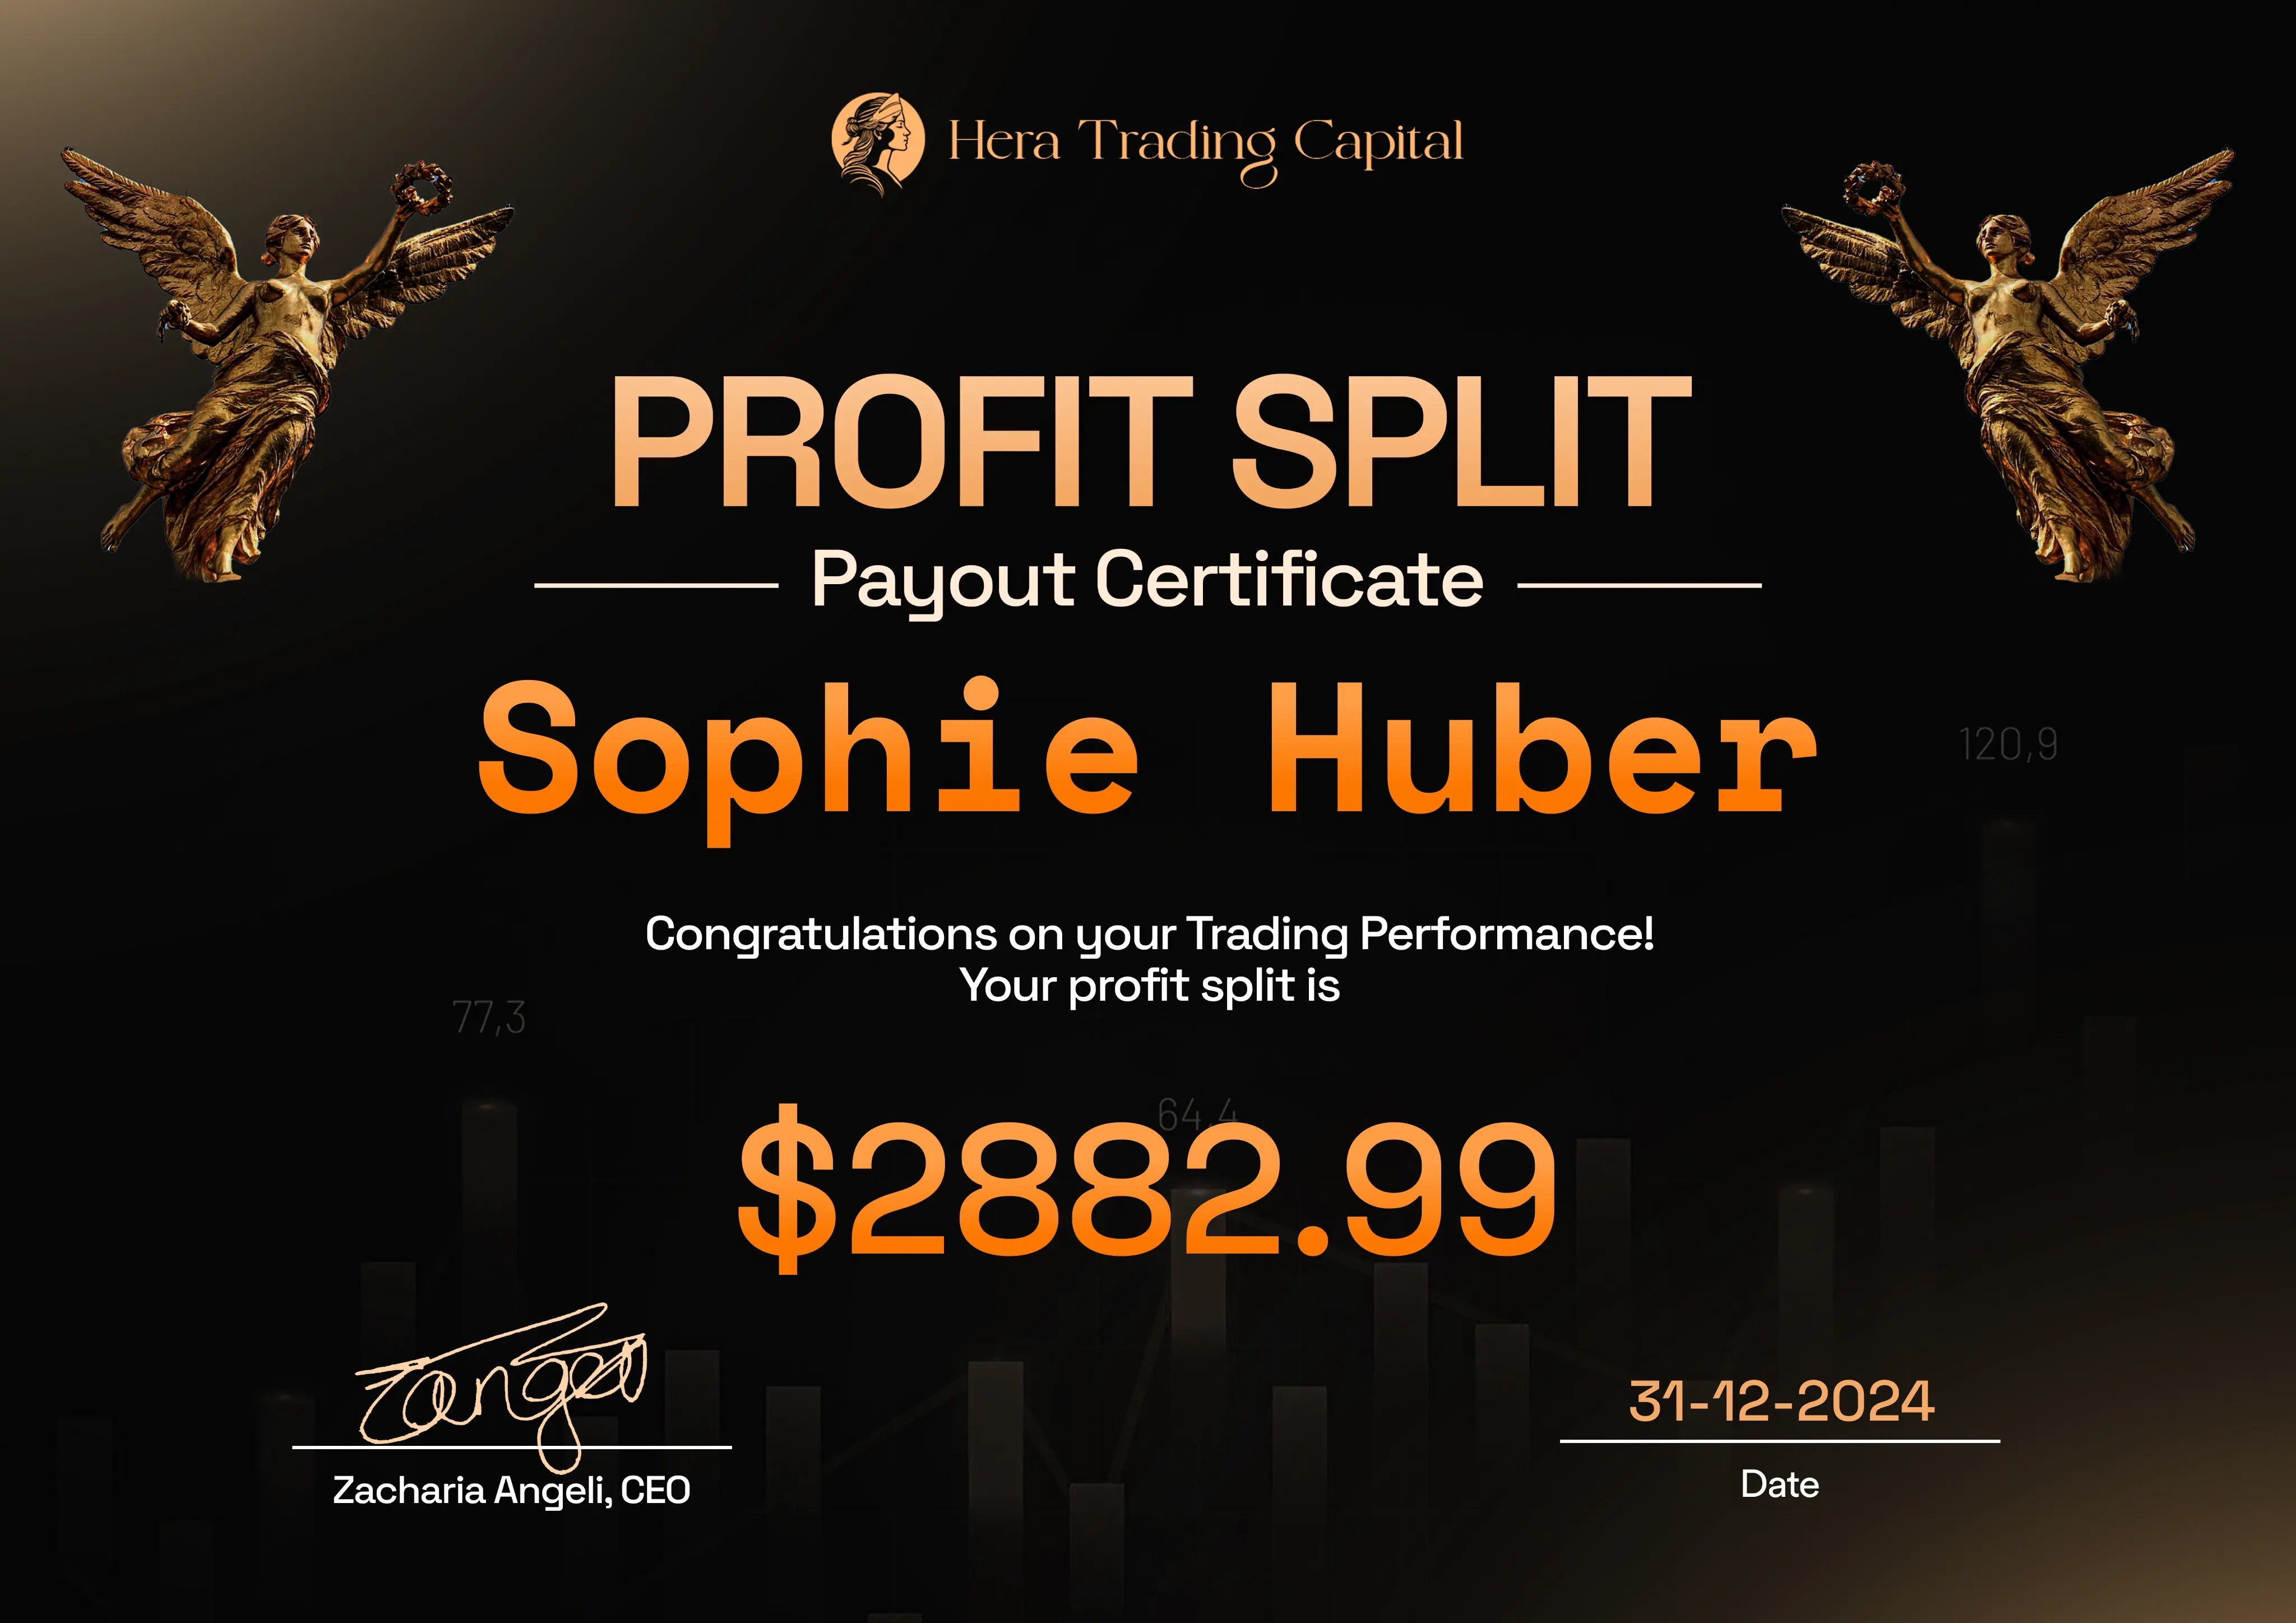 Hera Trading Capital
PROFIT SPLIT
Payout Certificate
Sophie Huber
120,9
Congratulations on your Trading Performance!
Your profit split is
77,3
64,4
$2882.99
31-12-2024
Zacharia Angeli, CEO
Date